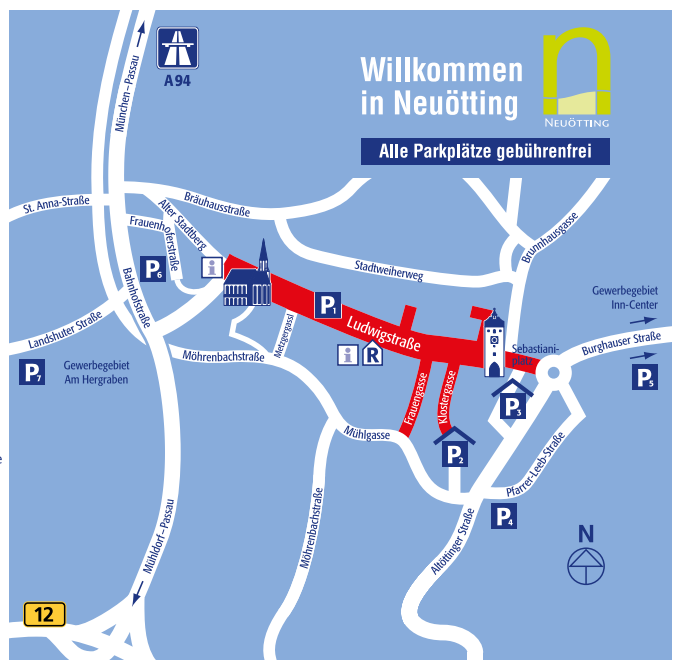 München–Passau
A 94
Willkommen
in Neuötting
NEUÖTTING
Alle Parkplätze gebührenfrei
St. Anna-Straße
Bräuhausstraße
Alter Stadtberg
Frauenhoferstraße
Brunnhausgasse
Stadtweiherweg
P6
i
P1
Ludwigstraße
Bahnhofstraße
Landshuter Straße
Metzgergassl
Möhrenbachstraße
i
R
Sebastiani-
platz
Gewerbegebiet
Inn-Center
Burghauser Straße
P5
P7
Gewerbegebiet
Am Hergraben
Frauengasse
Klostergasse
P3
Mühlgasse
P2
Pfarrer-Leeb-Straße
P4
Möhrenbachstraße
Altöttinger Straße
Mühldorf–Passau
N
12
e